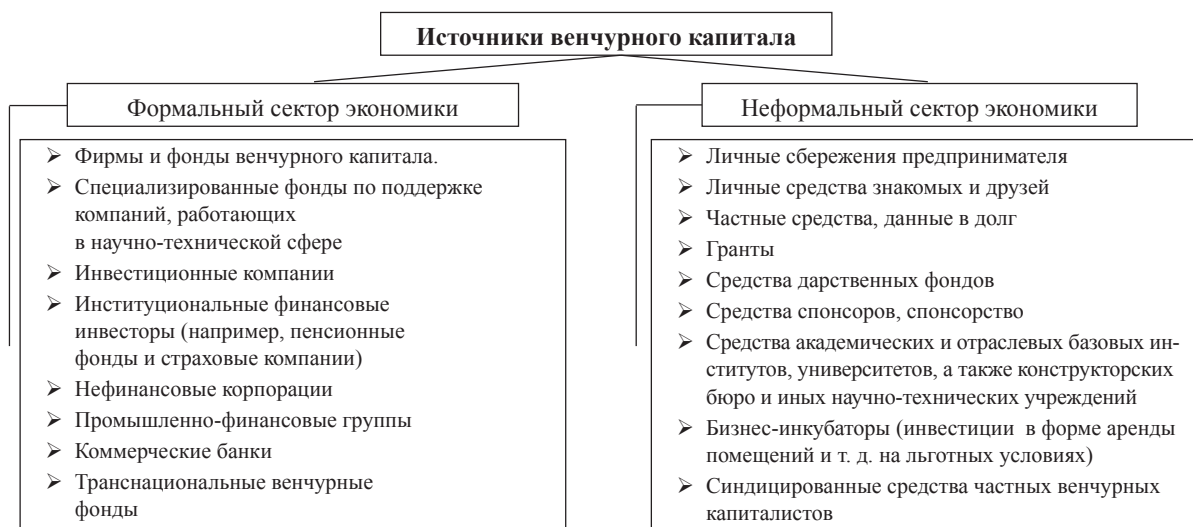 Источники венчурного капитала
Формальный сектор экономики
➤ Фирмы и фонды венчурного капитала.
➤ Специализированные фонды по поддержке
компаний, работающих
в научно-технической сфере
➤ Инвестиционные компании
➤ Институциональные финансовые
инвесторы (например, пенсионные
фонды и страховые компании)
➤ Нефинансовые корпорации
➤ Промышленно-финансовые группы
➤ Коммерческие банки
➤ Транснациональные венчурные
фонды
Неформальный сектор экономики
➤ Личные сбережения предпринимателя
➤ Личные средства знакомых и друзей
➤ Частные средства, данные в долг
➤ Гранты
➤ Средства дарственных фондов
➤ Средства спонсоров, спонсорство
➤ Средства академических и отраслевых базовых ин-
ститутов, университетов, а также конструкторских
бюро и иных научно-технических учреждений
➤ Бизнес-инкубаторы (инвестиции в форме аренды
помещений и т. д. на льготных условиях)
➤ Синдицированные средства частных венчурных
капиталистов